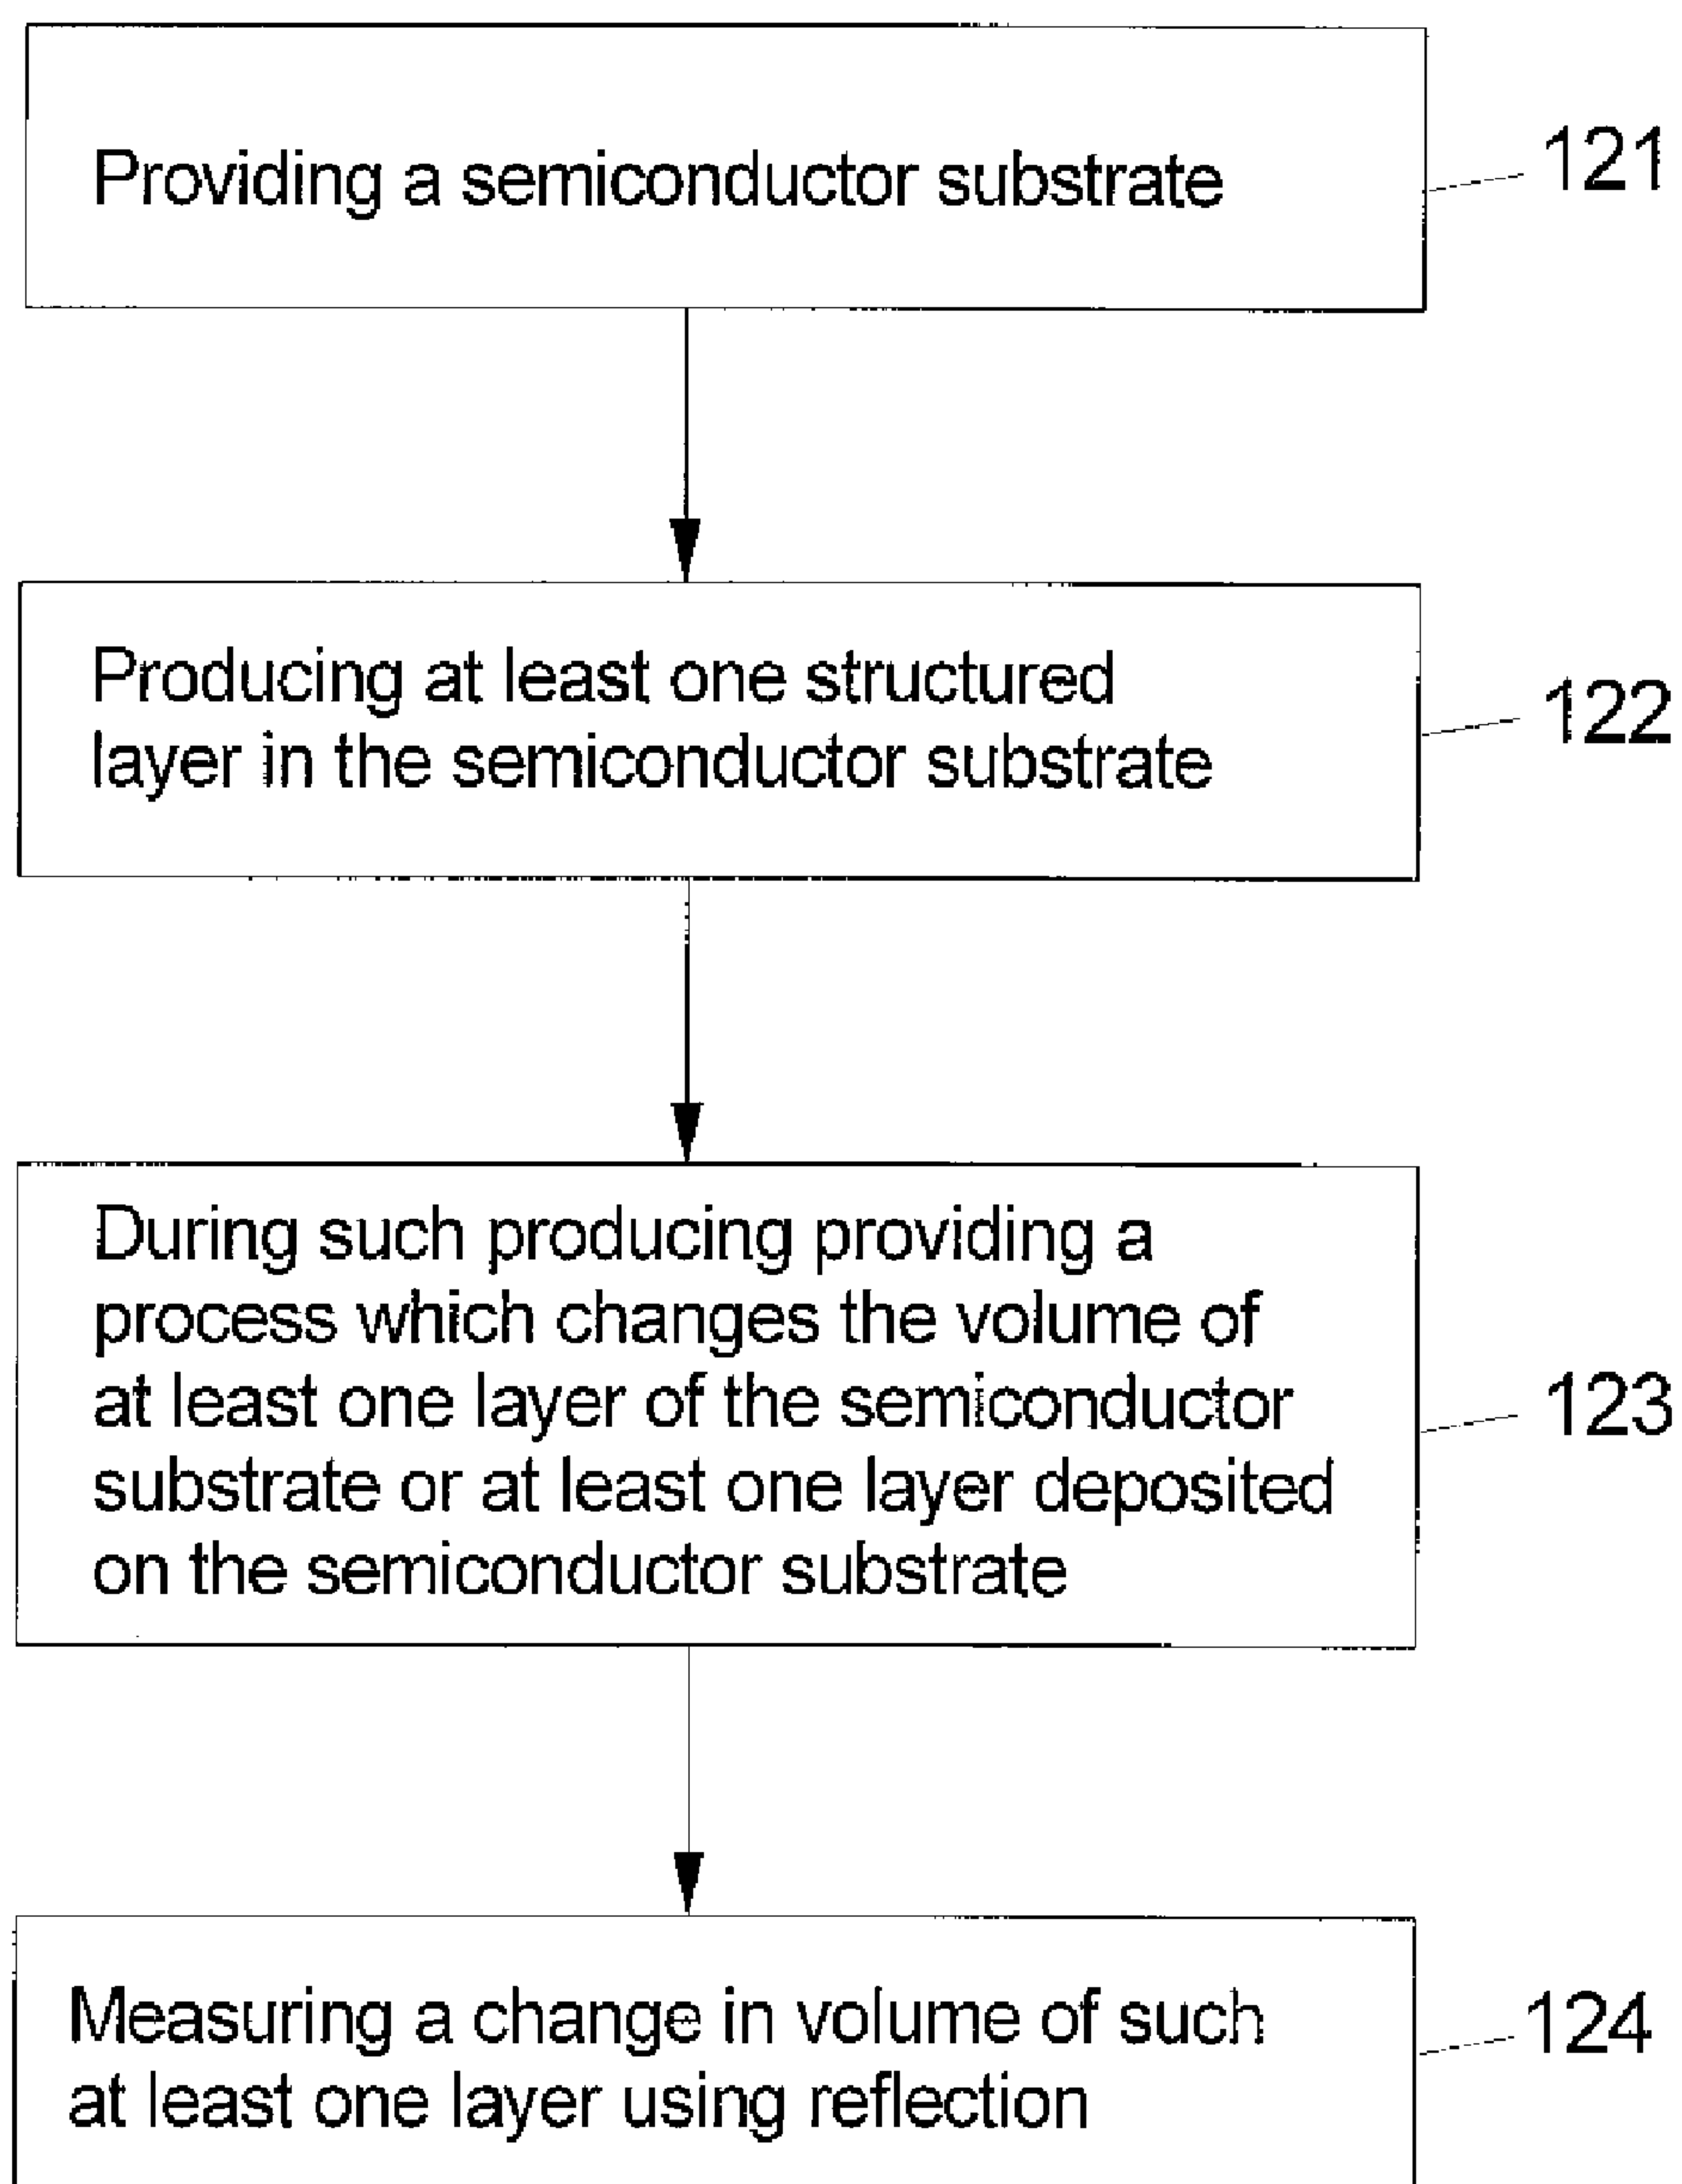 Providing a semiconductor substrate
121
Producing at least one structured
layer in the semiconductor substrate
122
During such producing providing a
process which changes the volume of
at least one layer of the semiconductor
substrate or at least one layer deposited
on the semiconductor substrate
123
Measuring a change in volume of such
at least one layer using reflection
124